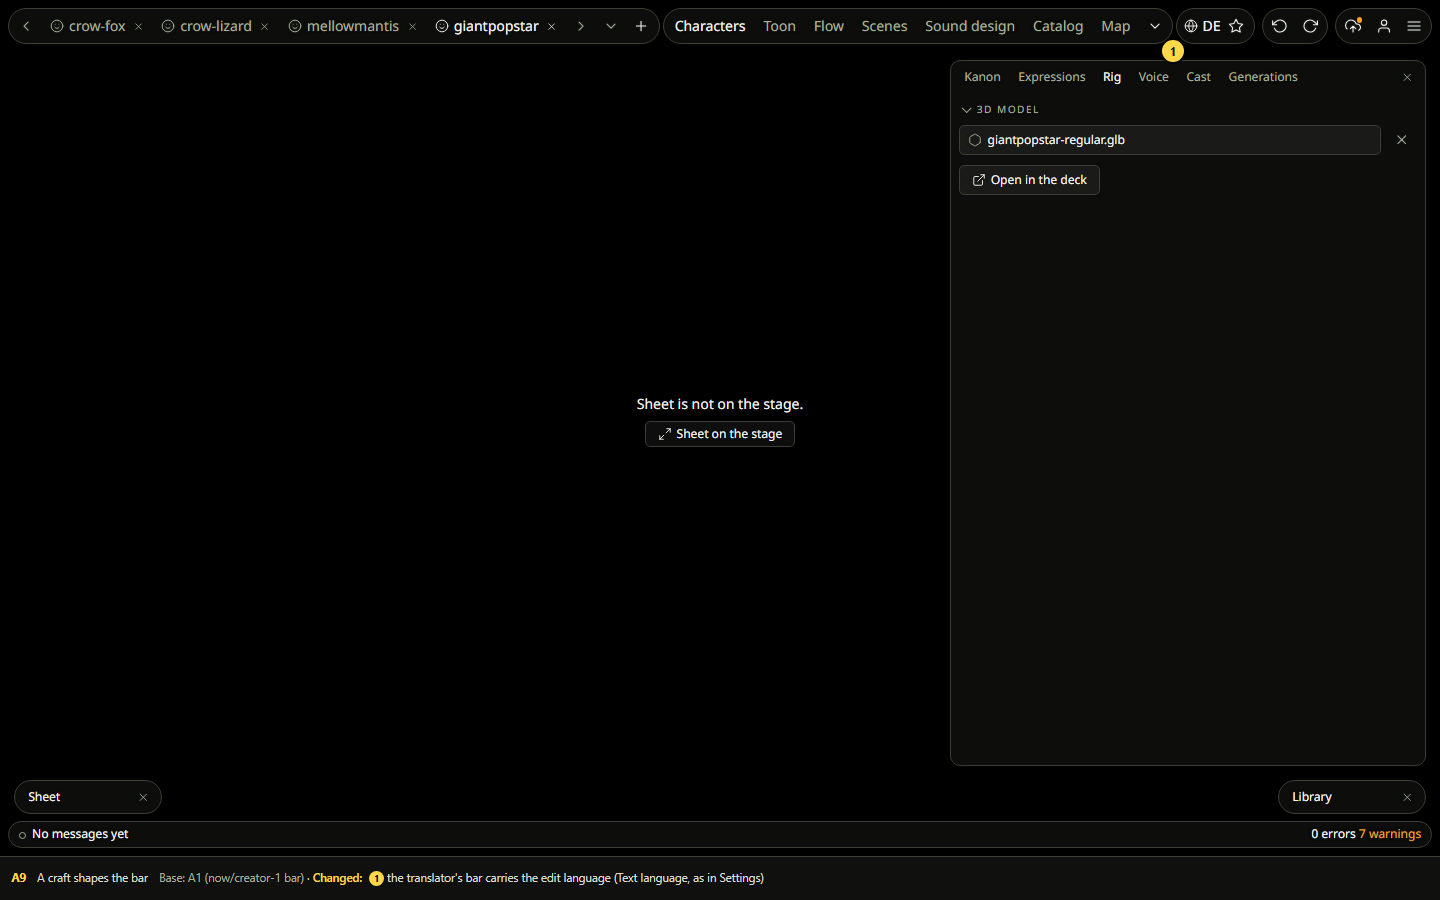 crow-fox crow-lizard mellowmantis giantpopstar Characters Toon Flow Scenes Sound design Catalog Map DE
1
Kanon Expressions Rig Voice Cast Generations
3D MODEL
giantpopstar-regular.glb
Open in the deck
Sheet is not on the stage.
Sheet on the stage
Sheet Library
No messages yet 0 errors 7 warnings
A9 A craft shapes the bar Base: A1 (now/creator-1 bar) · Changed: 1 the translator's bar carries the edit language (Text language, as in Settings)